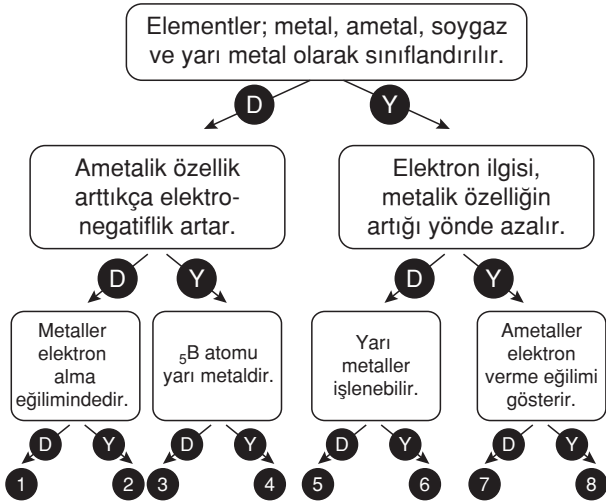 Elementler; metal, ametal, soygaz
ve yarı metal olarak sınıflandırılır.
D
Y
Ametalik özellik
arttıkça elektro-
negatiflik artar.
Elektron ilgisi,
metalik özelliğin
artığı yönde azalır.
D
Y
D
Y
Metaller
elektron
alma
eğilimindedir.
₅B atomu
yarı metaldir.
Yarı
metaller
işlenebilir.
Ametaller
elektron
verme eğilimi
gösterir.
D
Y
D
Y
D
Y
D
Y
1
2
3
4
5
6
7
8